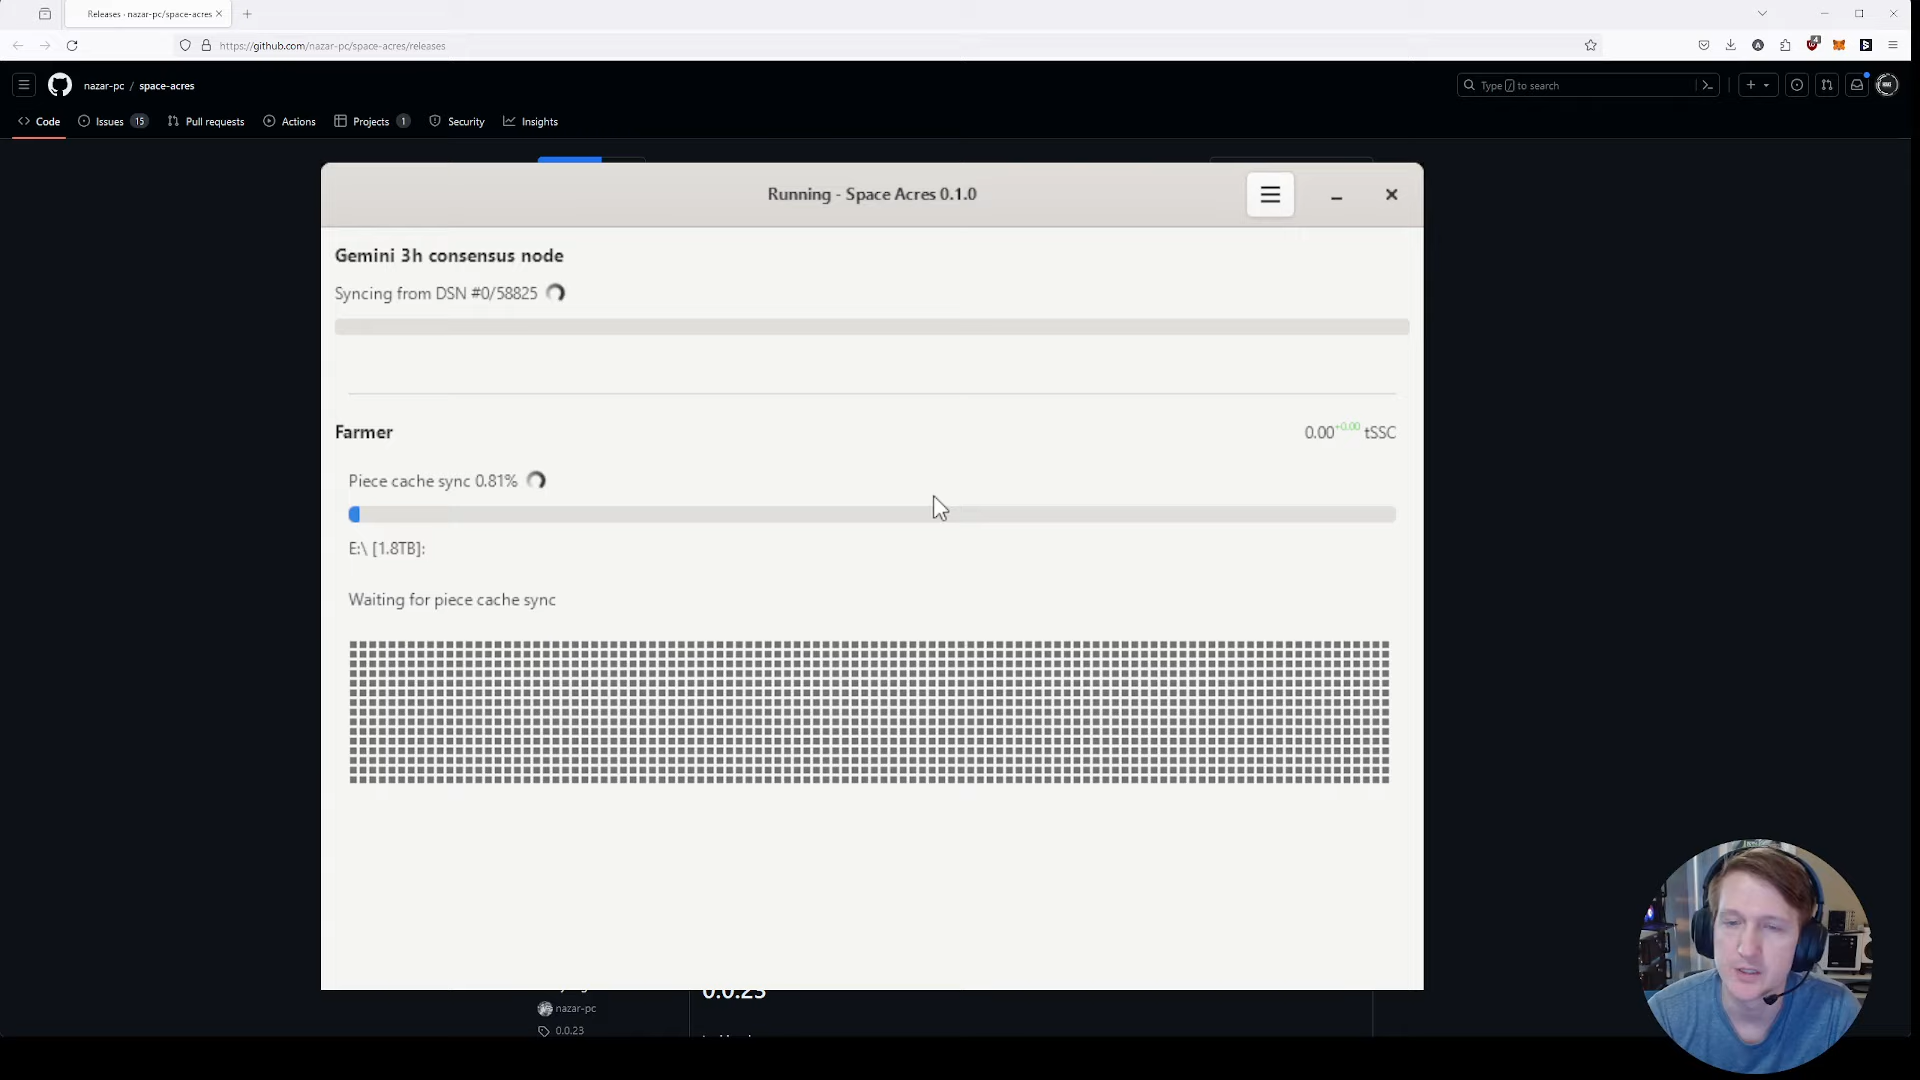 Releases · nazar-pc/space-acres
https://github.com/nazar-pc/space-acres/releases
nazar-pc / space-acres
Type / to search
Code
Issues 15
Pull requests
Actions
Projects 1
Security
Insights
Running - Space Acres 0.1.0
Gemini 3h consensus node
Syncing from DSN #0/58825
Farmer
0.00+0.00 tSSC
Piece cache sync 0.81%
E:\ [1.8TB]:
Waiting for piece cache sync
0.0.23
nazar-pc
0.0.23